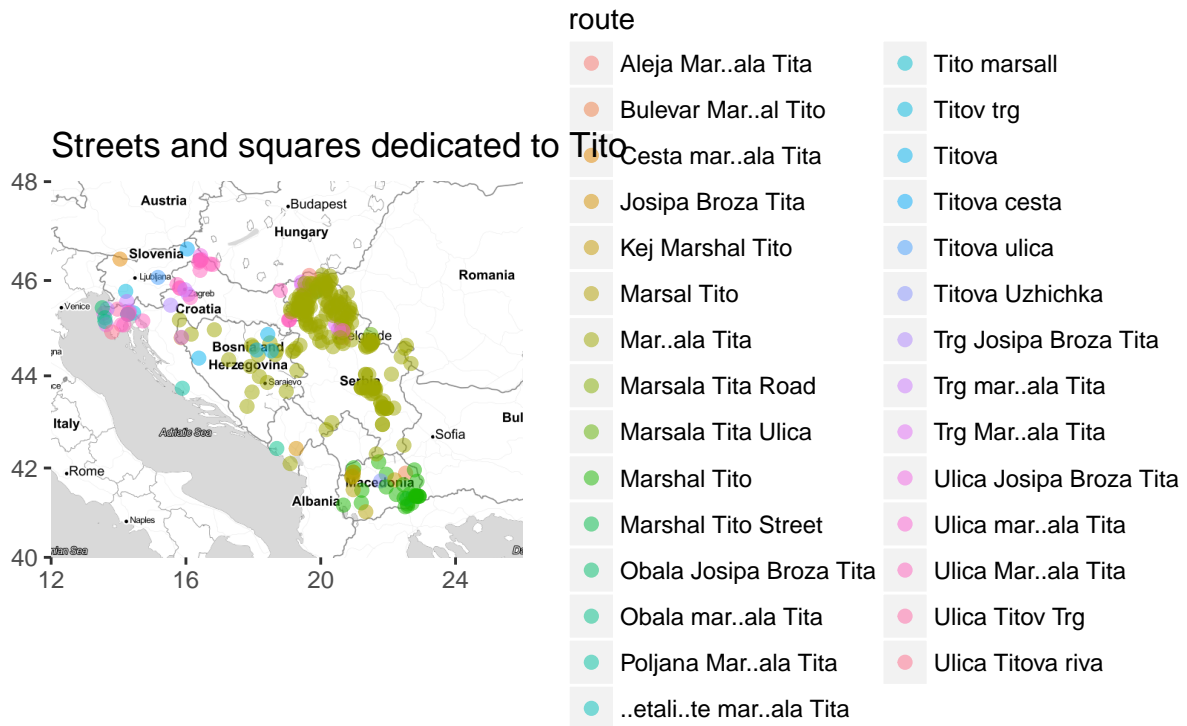 route
Aleja Mar..ala Tita
Bulevar Mar..al Tito
Cesta mar..ala Tita
Josipa Broza Tita
Kej Marshal Tito
Marsal Tito
Mar..ala Tita
Marsala Tita Road
Marsala Tita Ulica
Marshal Tito
Marshal Tito Street
Obala Josipa Broza Tita
Obala mar..ala Tita
Poljana Mar..ala Tita
..etali..te mar..ala Tita
Tito marsall
Titov trg
Titova
Titova cesta
Titova ulica
Titova Uzhichka
Trg Josipa Broza Tita
Trg mar..ala Tita
Trg Mar..ala Tita
Ulica Josipa Broza Tita
Ulica mar..ala Tita
Ulica Mar..ala Tita
Ulica Titov Trg
Ulica Titova riva
Streets and squares dedicated to Tito
48
46
44
42
40
12
16
20
24
Austria
Budapest
Hungary
Slovenia
Ljubljana
Romania
Venice
Zagreb
Croatia
Belgrade
Bosnia and
Herzegovina
Sarajevo
Serbia
Italy
Adriatic Sea
Bul
Sofia
Rome
Macedonia
Albania
Naples